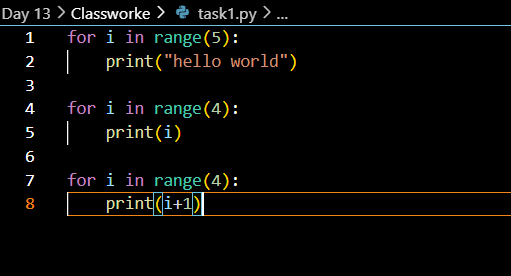 Day 13 > Classworke > task1.py > ...
1 for i in range(5):
2     print("hello world")
3
4 for i in range(4):
5     print(i)
6
7 for i in range(4):
8     print(i+1)